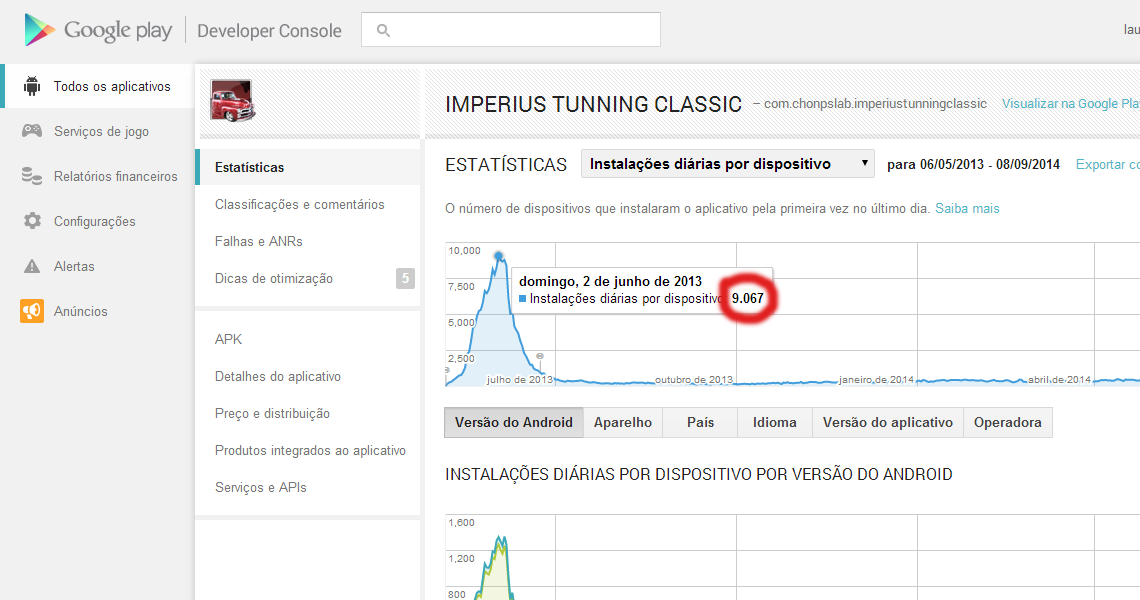 Google play Developer Console
lau
Todos os aplicativos
Serviços de jogo
Relatórios financeiros
Configurações
Alertas
Anúncios
Estatísticas
Classificações e comentários
Falhas e ANRs
Dicas de otimização 5
APK
Detalhes do aplicativo
Preço e distribuição
Produtos integrados ao aplicativo
Serviços e APIs
IMPERIUS TUNNING CLASSIC – com.chonpslab.imperiustunningclassic Visualizar na Google Play
ESTATÍSTICAS Instalações diárias por dispositivo para 06/05/2013 - 08/09/2014 Exportar co
O número de dispositivos que instalaram o aplicativo pela primeira vez no último dia. Saiba mais
10,000
7,500
5,000
2,500
domingo, 2 de junho de 2013
Instalações diárias por dispositivo 9.067
julho de 2013 outubro de 2013 janeiro de 2014 abril de 2014
Versão do Android Aparelho País Idioma Versão do aplicativo Operadora
INSTALAÇÕES DIÁRIAS POR DISPOSITIVO POR VERSÃO DO ANDROID
1,600
1,200
800